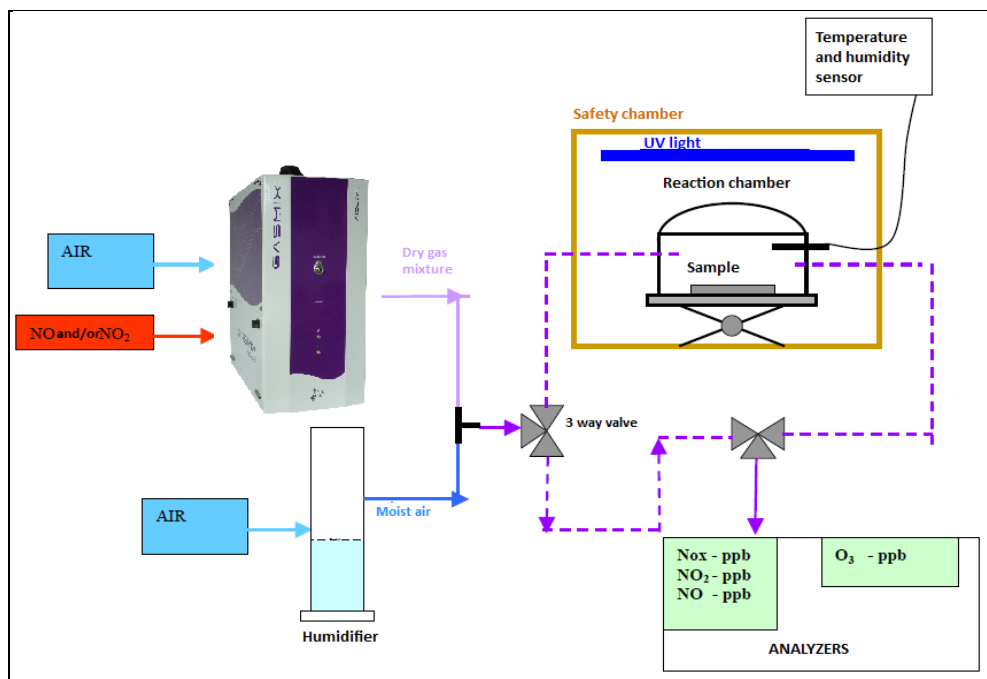 Temperature
and humidity
sensor
Safety chamber
UV light
Reaction chamber
GASMIX
AIR
Dry gas
mixture
Sample
NO and/or NO₂
3 way valve
AIR
Moist air
Nox - ppb
NO₂ - ppb
NO - ppb
O₃ - ppb
Humidifier
ANALYZERS